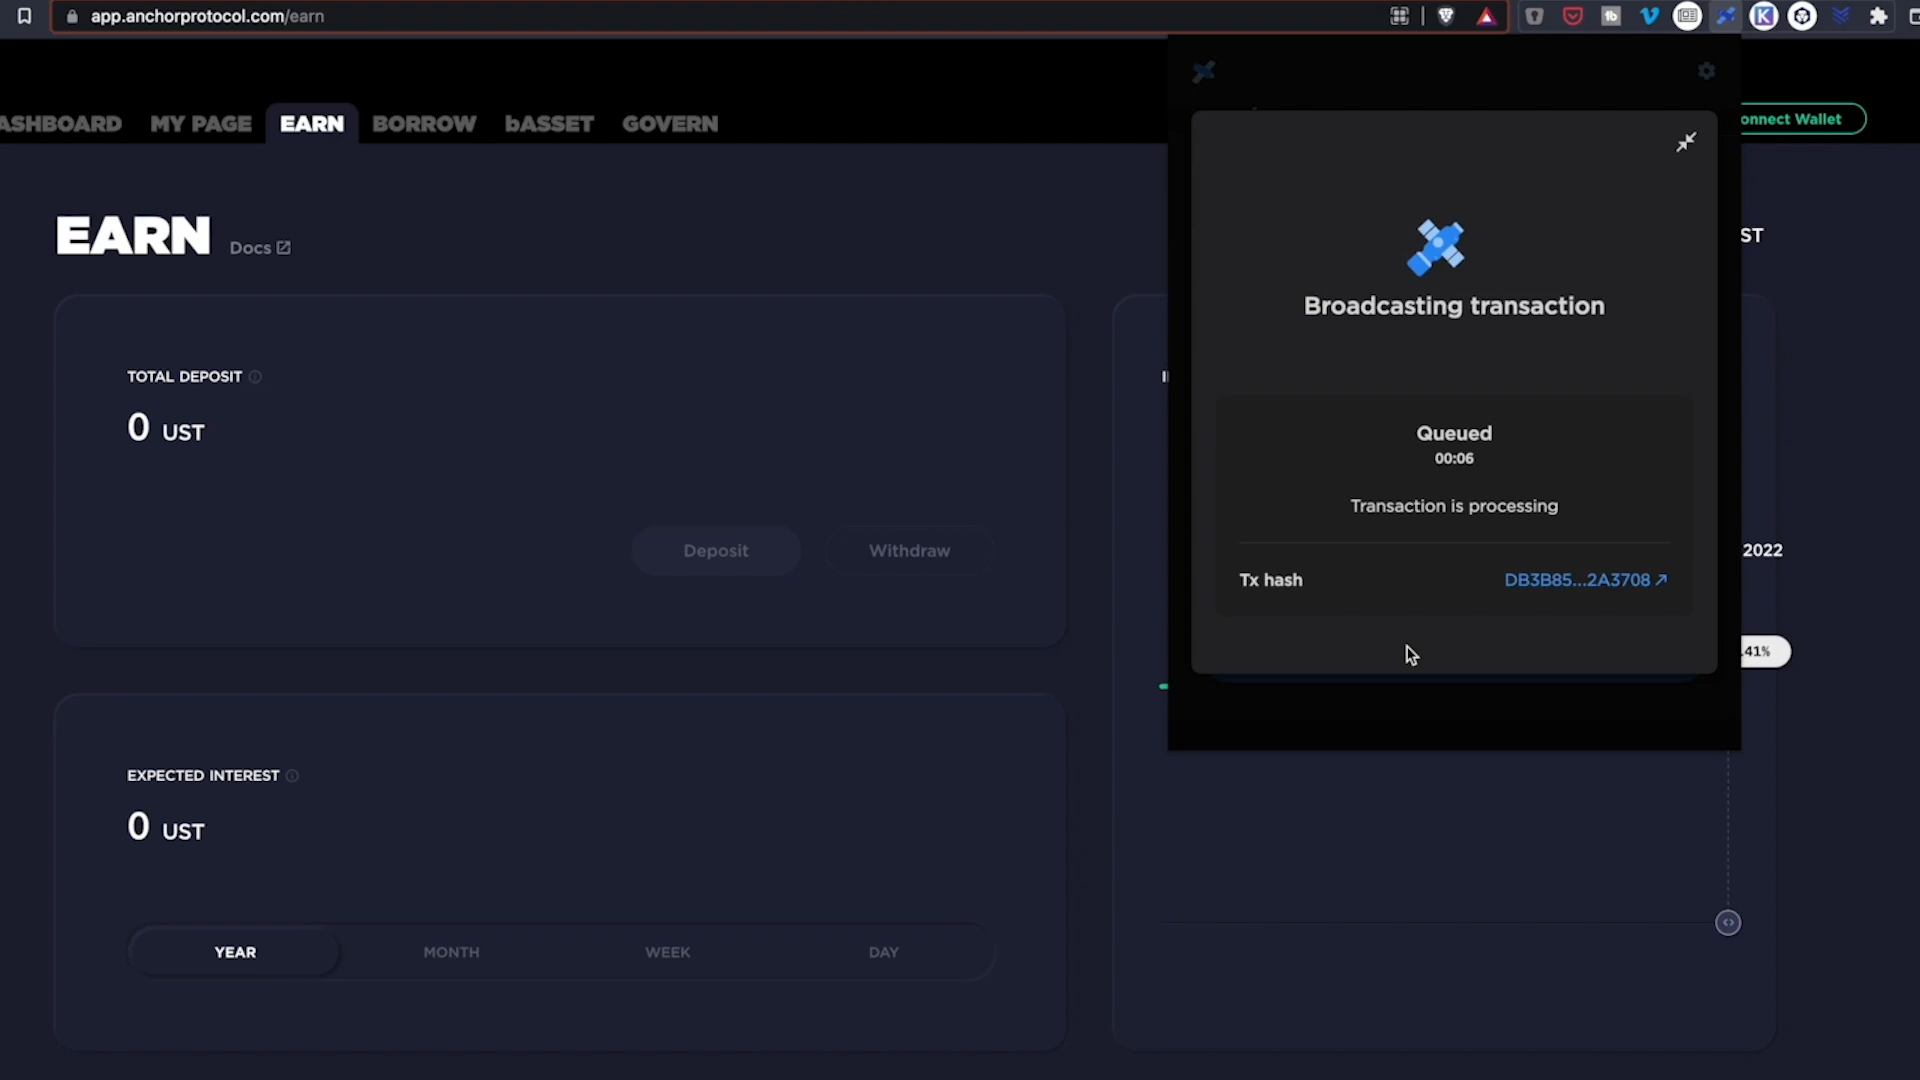 app.anchorprotocol.com/earn
ASHBOARD
MY PAGE
EARN
BORROW
bASSET
GOVERN
onnect Wallet
EARN
Docs
ST
TOTAL DEPOSIT
0 UST
Deposit
Withdraw
Broadcasting transaction
Queued
00:06
Transaction is processing
Tx hash
DB3B85...2A3708
2022
.41%
EXPECTED INTEREST
0 UST
YEAR
MONTH
WEEK
DAY